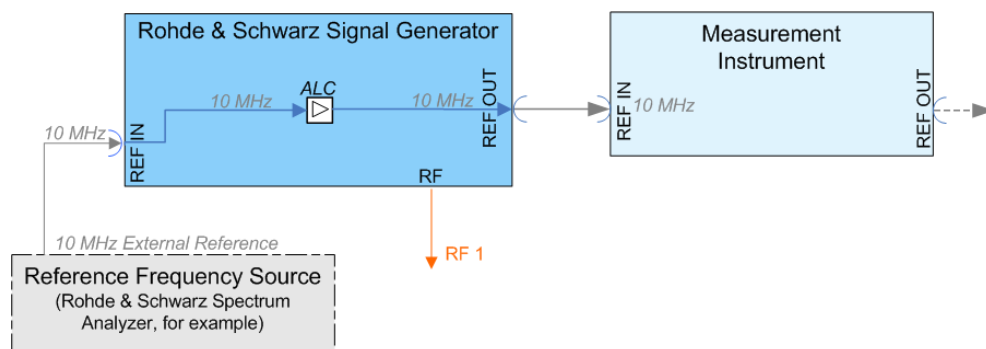 Rohde & Schwarz Signal Generator
ALC
10 MHz
10 MHz
REF OUT
10 MHz
REF IN
RF
RF 1
Measurement
Instrument
REF IN
10 MHz
REF OUT
10 MHz External Reference
Reference Frequency Source
(Rohde & Schwarz Spectrum
Analyzer, for example)